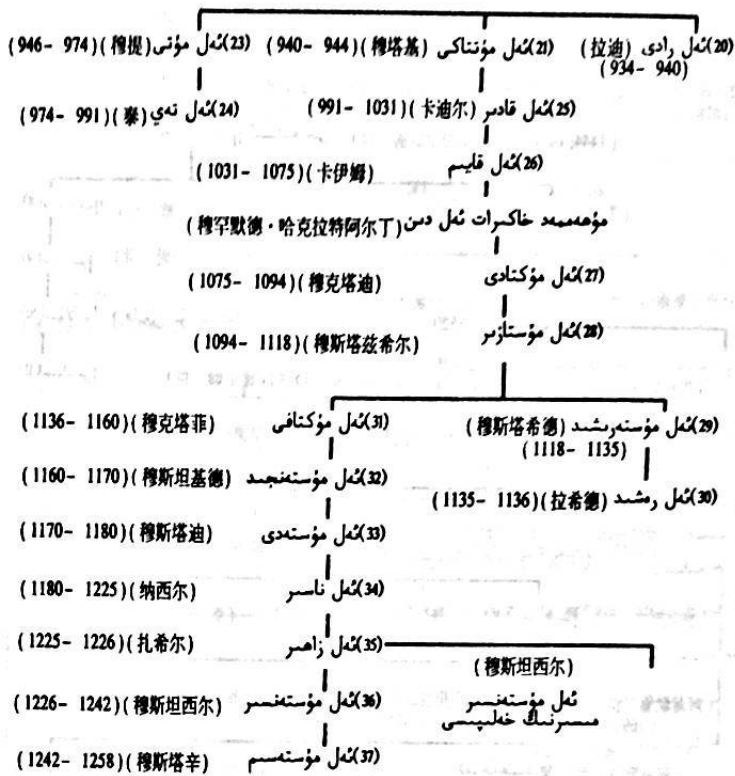 (20)ئەل رادى (拉迪) (21)ئەل مۇتتاكى (穆塔基) (940- 944) (23)ئەل مۇتى (穆提) (946- 974)
(934- 940)
(25)ئەل قادىر (卡迪尔) (991- 1031) (24)ئەل تەي (泰) (974- 991)
(26)ئەل قايىم (卡伊姆) (1031- 1075)
مۇھەممەد خاكىرات ئەل دىن (穆罕默德·哈克拉特阿尔丁)
(27)ئەل مۇكتادى (穆克塔迪) (1075- 1094)
(28)ئەل مۇستازىر (穆斯塔兹希尔) (1094- 1118)
(29)ئەل مۇستەرشىد (穆斯塔希德) (31)ئەل مۇكتافى (穆克塔菲) (1136- 1160)
(1118- 1135)
(30)ئەل رەشىد (拉希德) (1135- 1136) (32)ئەل مۇستەنجىد (穆斯坦基德) (1160- 1170)
(33)ئەل مۇستەدى (穆斯塔迪) (1170- 1180)
(34)ئەل ناسىر (纳西尔) (1180- 1225)
(35)ئەل زاھىر (扎希尔) (1225- 1226)
(穆斯坦西尔)
ئەل مۇستەنسىر (36)ئەل مۇستەنسىر (穆斯坦西尔) (1226- 1242)
مىسىرنىڭ خەلىپىسى
(37)ئەل مۇستەسىم (穆斯塔辛) (1242- 1258)